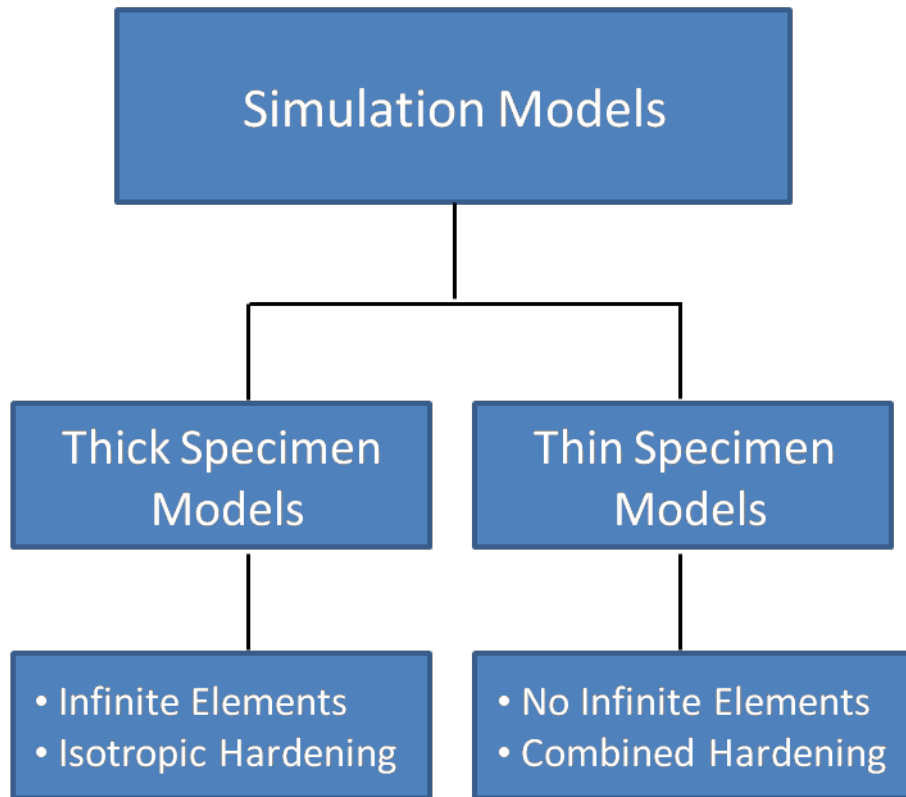 Simulation Models
Thick Specimen
Models
Thin Specimen
Models
• Infinite Elements
• Isotropic Hardening
• No Infinite Elements
• Combined Hardening